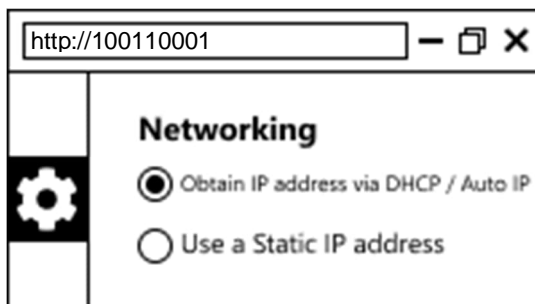 http://100110001
Networking
Obtain IP address via DHCP / Auto IP
Use a Static IP address